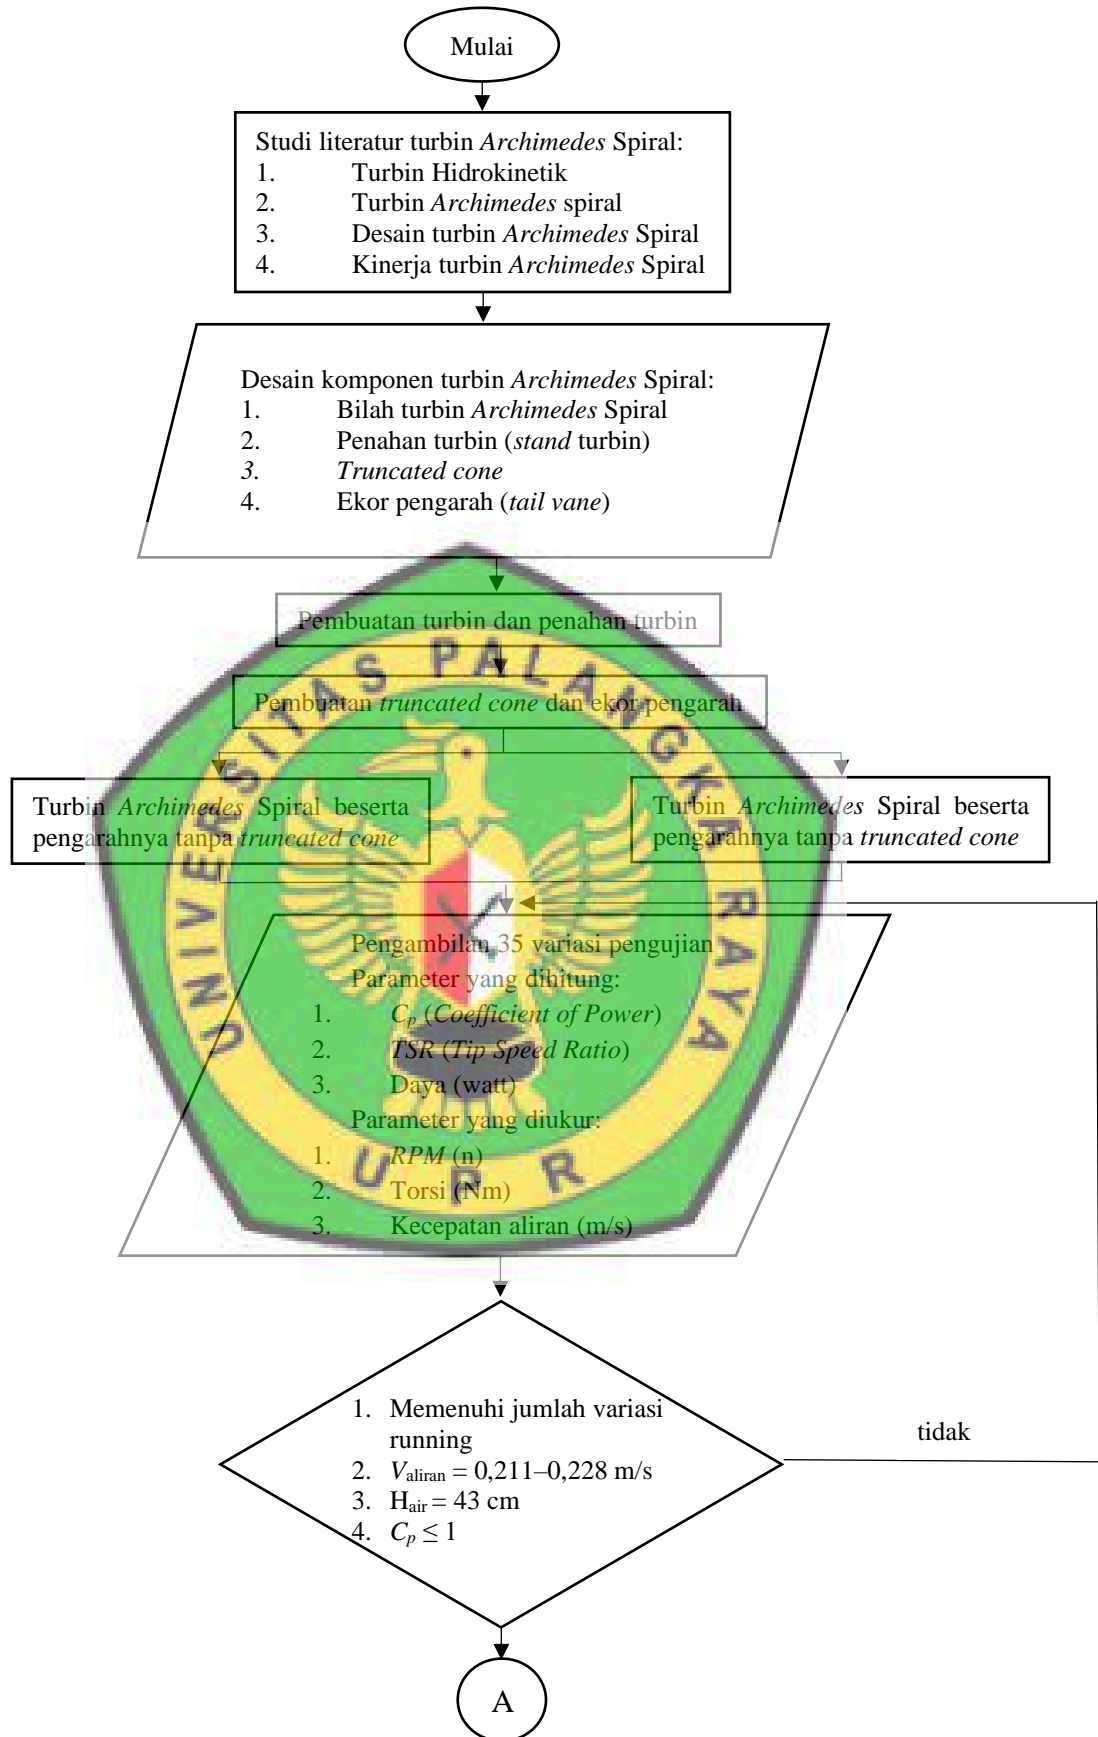 Mulai
Studi literatur turbin Archimedes Spiral:
1. Turbin Hidrokinetik
2. Turbin Archimedes spiral
3. Desain turbin Archimedes Spiral
4. Kinerja turbin Archimedes Spiral
Desain komponen turbin Archimedes Spiral:
1. Bilah turbin Archimedes Spiral
2. Penahan turbin (stand turbin)
3. Truncated cone
4. Ekor pengarah (tail vane)
Pembuatan turbin dan penahan turbin
UNIVERSITAS PALANGKA RAYA
Pembuatan truncated cone dan ekor pengarah
Turbin Archimedes Spiral beserta
pengarahnya tanpa truncated cone
Turbin Archimedes Spiral beserta
pengarahnya tanpa truncated cone
Pengambilan 35 variasi pengujian
Parameter yang dihitung:
1. Cp (Coefficient of Power)
2. TSR (Tip Speed Ratio)
3. Daya (watt)
Parameter yang diukur:
1. RPM (n)
2. Torsi (Nm)
3. Kecepatan aliran (m/s)
UPR
1. Memenuhi jumlah variasi
running
2. Valiran = 0,211–0,228 m/s
3. Hair = 43 cm
4. Cp ≤ 1
tidak
A